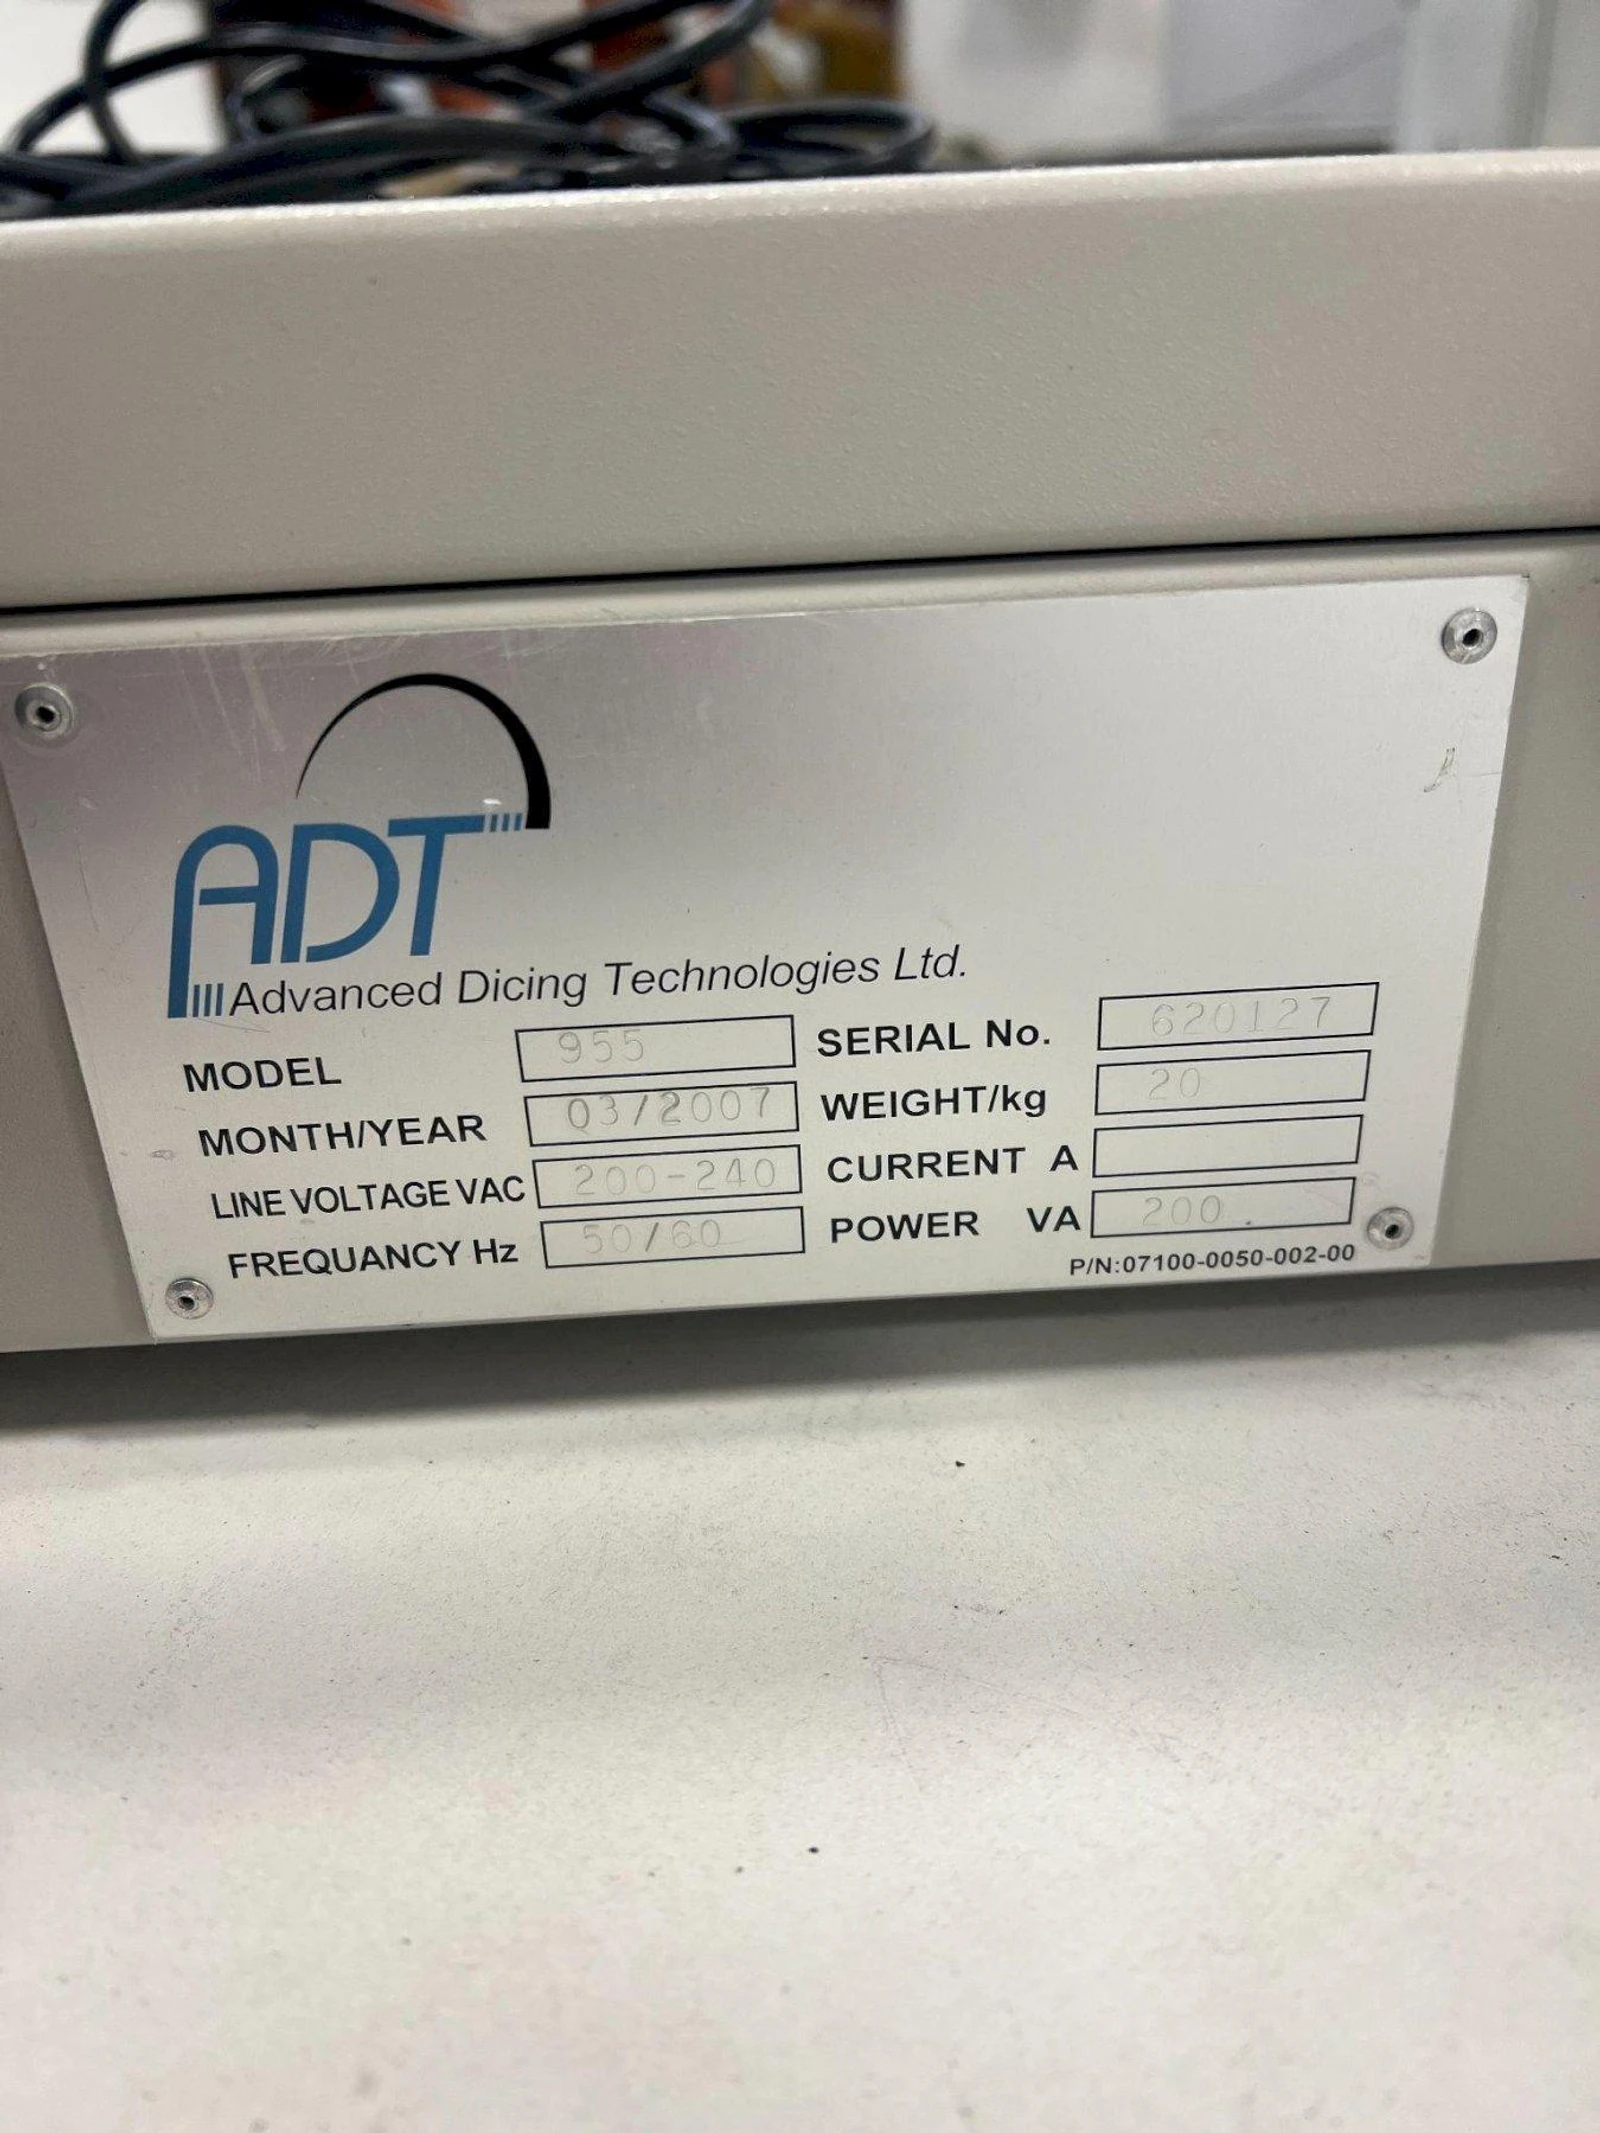 ADT
Advanced Dicing Technologies Ltd.
MODEL 955 SERIAL No. 620127
MONTH/YEAR 03/2007 WEIGHT/kg 20
LINE VOLTAGE VAC 200-240 CURRENT A
FREQUANCY Hz 50/60 POWER VA 200
P/N:07100-0050-002-00